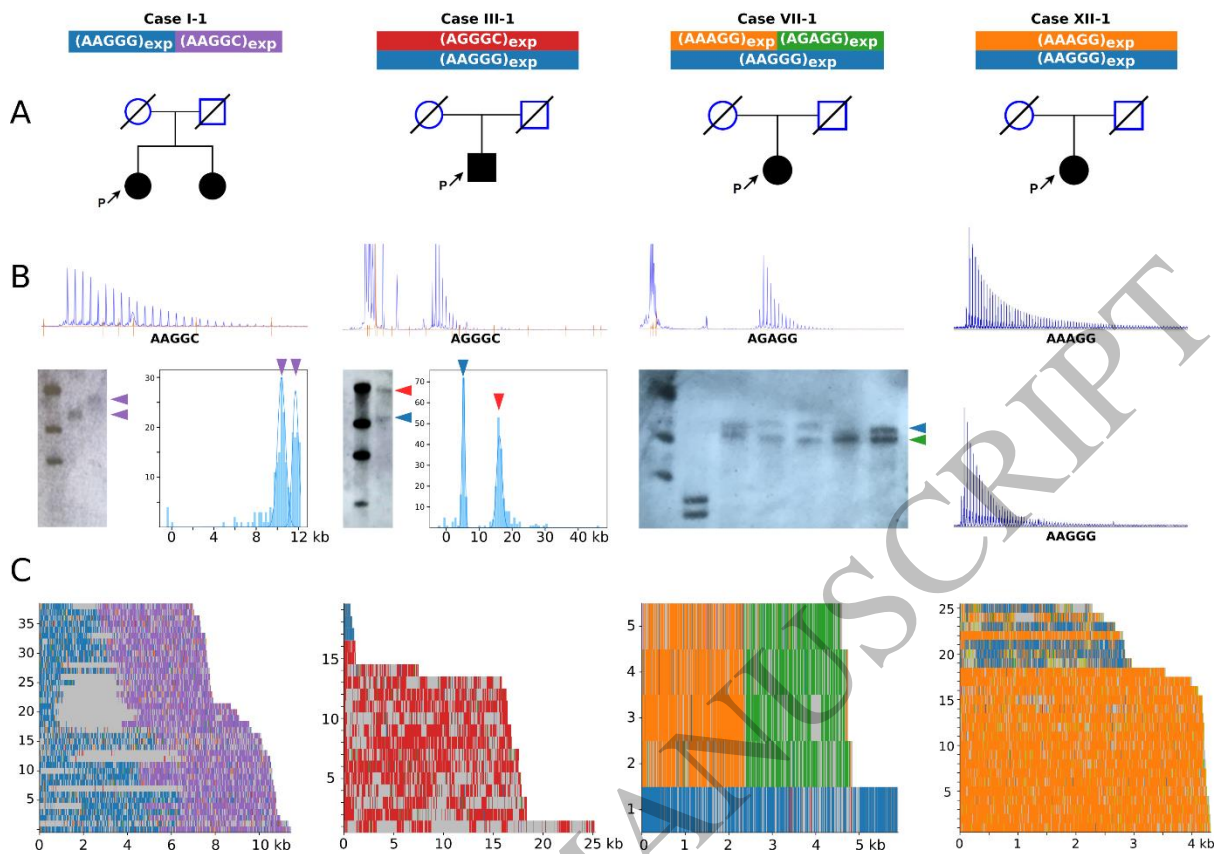 Case I-1 Case III-1 Case VII-1 Case XII-1
(AAGGG)exp (AAGGC)exp (AGGGC)exp (AAAGG)exp (AGAGG)exp (AAAGG)exp
(AAGGG)exp (AAGGG)exp (AAGGG)exp
A
P P P P
B
AAGGC AGGGC AGAGG AAAGG
30
20
10
0 4 8 12 kb
70
60
50
40
30
20
10
0 10 20 30 40 kb
AAGGG
C
35
30
25
20
15
10
5
0
0 2 4 6 8 10 kb
15
10
5
0 5 10 15 20 25 kb
5
4
3
2
1
0 1 2 3 4 5 kb
25
20
15
10
5
0 1 2 3 4 kb
MANUSCRIPT